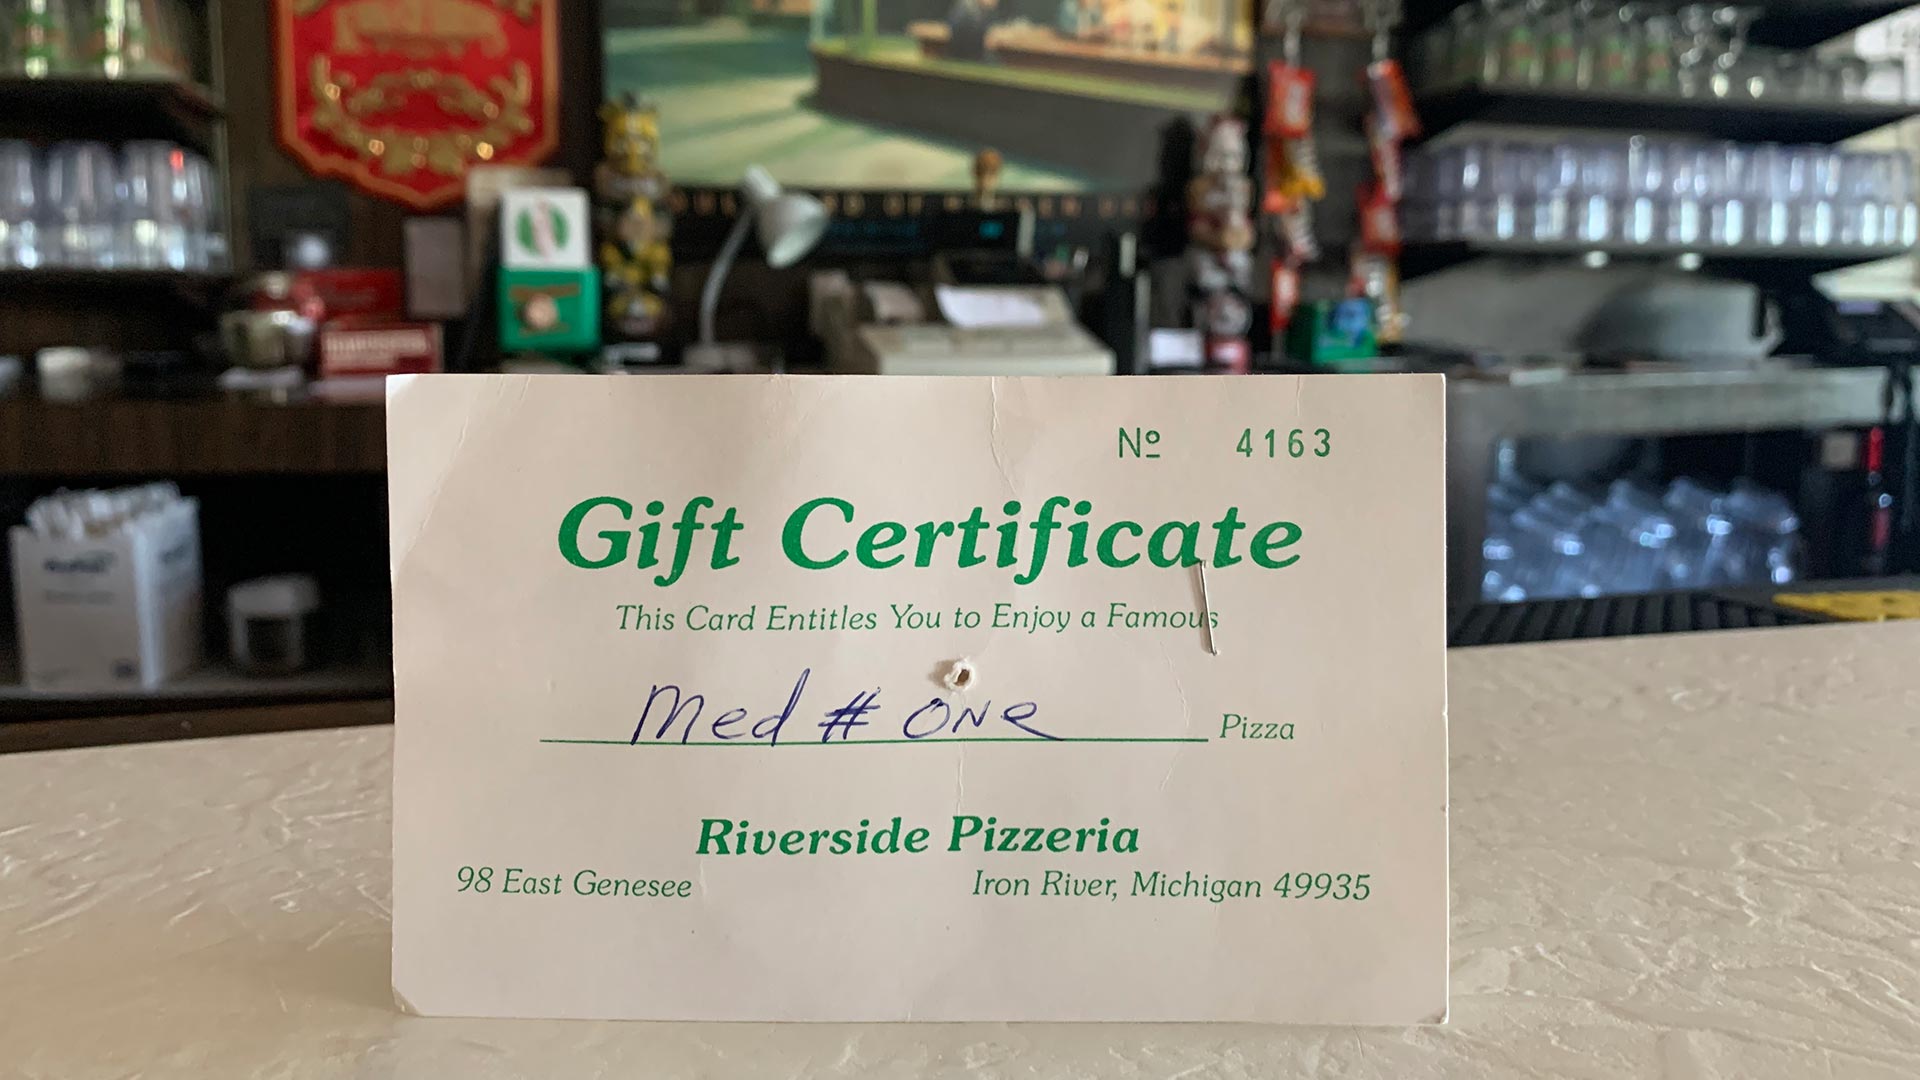 Nº 4163
Gift Certificate
This Card Entitles You to Enjoy a Famous
Med # ONe Pizza
Riverside Pizzeria
98 East Genesee Iron River, Michigan 49935